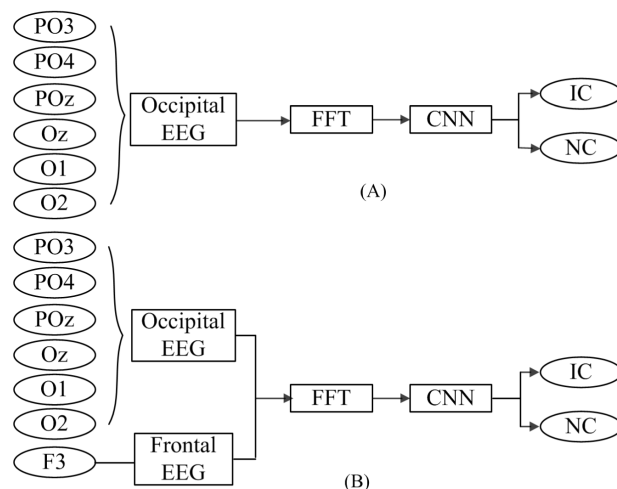 PO3
PO4
POz
Oz
O1
O2
Occipital
EEG
FFT
CNN
IC
NC
(A)
PO3
PO4
POz
Oz
O1
O2
F3
Occipital
EEG
Frontal
EEG
FFT
CNN
IC
NC
(B)